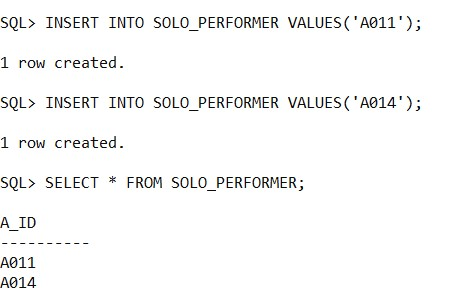 SQL> INSERT INTO SOLO_PERFORMER VALUES('A011');
1 row created.
SQL> INSERT INTO SOLO_PERFORMER VALUES('A014');
1 row created.
SQL> SELECT * FROM SOLO_PERFORMER;
A_ID
----------
A011
A014